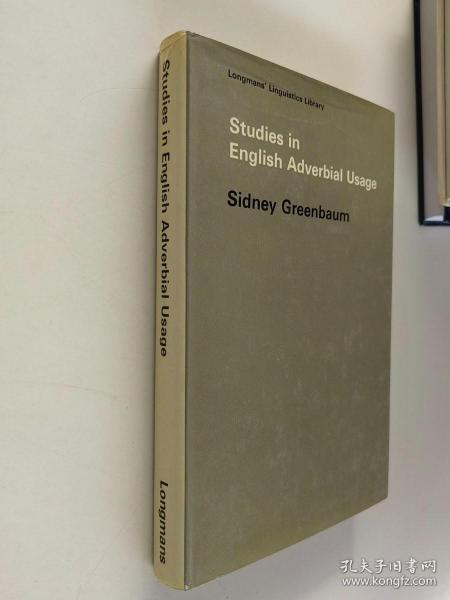 Longmans' Linguistics Library
Studies in
English Adverbial Usage
Sidney Greenbaum
Studies in English Adverbial Usage
Longmans
孔夫子旧书网
www.kongfz.com